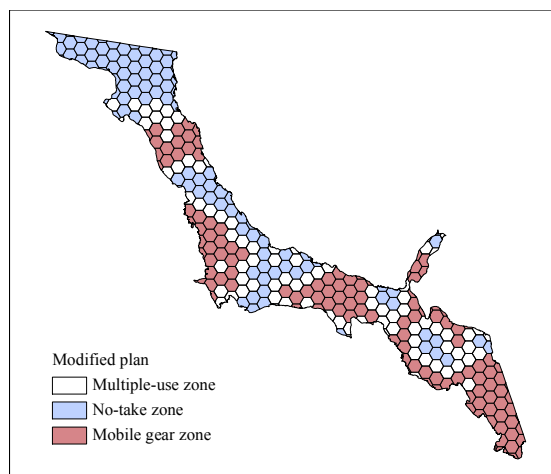 Modified plan
Multiple-use zone
No-take zone
Mobile gear zone